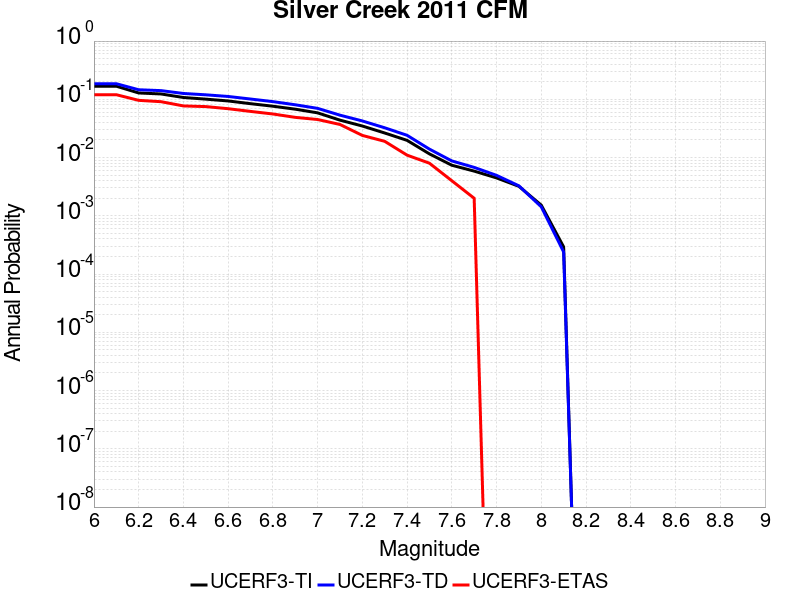 Silver Creek 2011 CFM
10^0
10^-1
10^-2
10^-3
10^-4
10^-5
10^-6
10^-7
10^-8
Annual Probability
6 6.2 6.4 6.6 6.8 7 7.2 7.4 7.6 7.8 8 8.2 8.4 8.6 8.8 9
Magnitude
UCERF3-TI UCERF3-TD UCERF3-ETAS